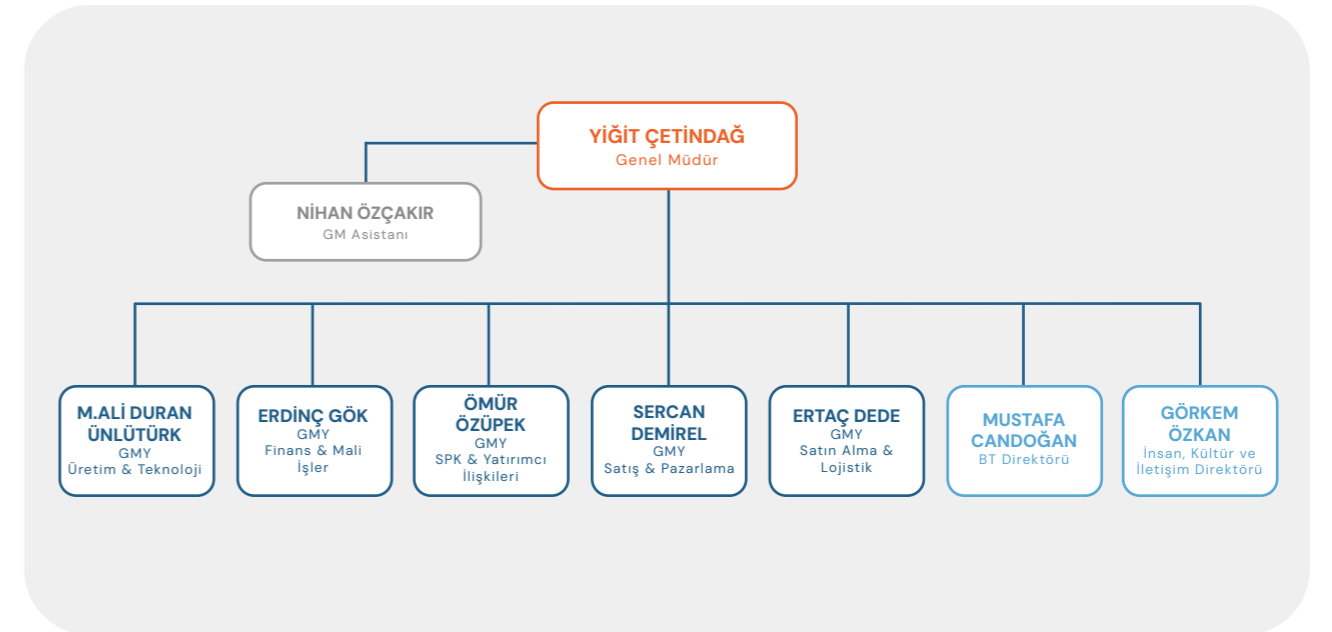 YİĞİT ÇETİNDAĞ
Genel Müdür
NİHAN ÖZÇAKIR
GM Asistanı
M.ALİ DURAN
ÜNLÜTÜRK
GMY
Üretim & Teknoloji
ERDİNÇ GÖK
GMY
Finans & Mali
İşler
ÖMÜR
ÖZÜPEK
GMY
SPK & Yatırımcı
İlişkileri
SERCAN
DEMİREL
GMY
Satış & Pazarlama
ERTAÇ DEDE
GMY
Satın Alma &
Lojistik
MUSTAFA
CANDOĞAN
BT Direktörü
GÖRKEM
ÖZKAN
İnsan, Kültür ve
İletişim Direktörü